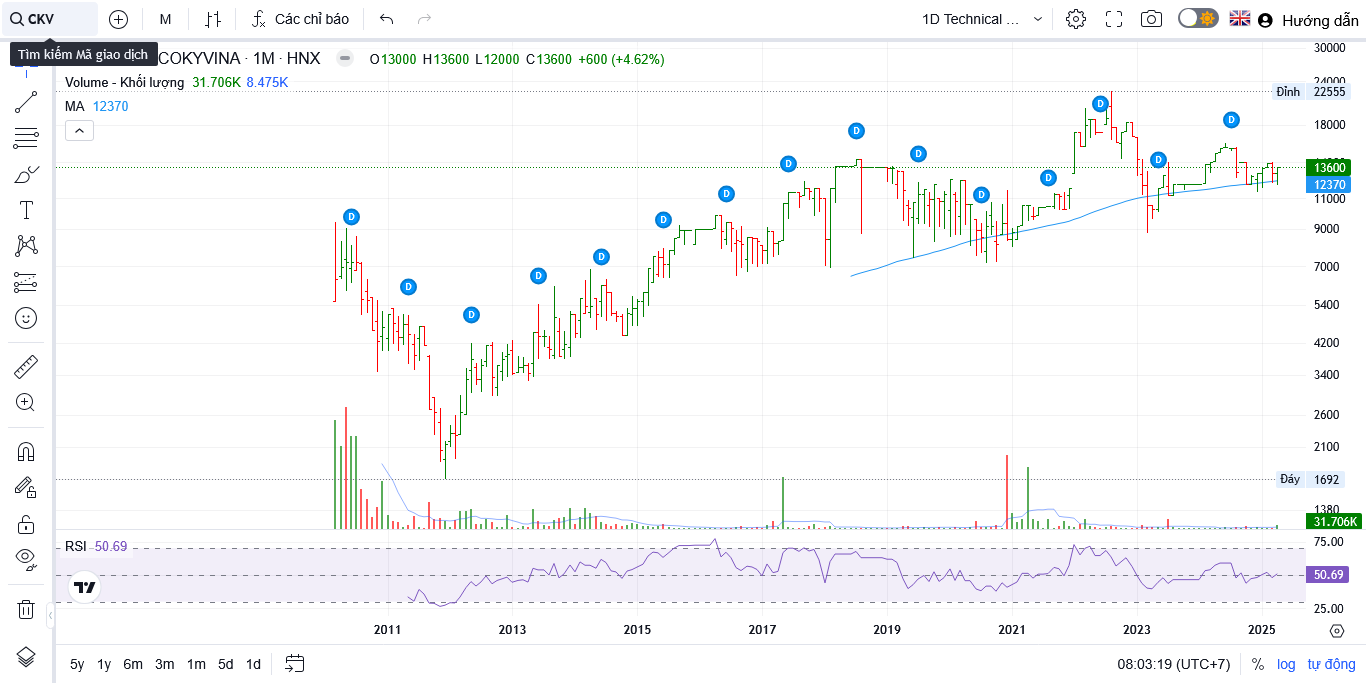 CKV
M
Các chỉ báo
1D Technical ...
Hướng dẫn
Tìm kiếm Mã giao dịch
COKYVINA · 1M · HNX
O13000 H13600 L12000 C13600 +600 (+4.62%)
Volume - Khối lượng 31.706K 8.475K
MA 12370
30000
24000
Đỉnh 22555
18000
13600
12370
11000
9000
7000
5400
4200
3400
2600
2100
Đáy 1692
1380
31.706K
D D D D D D D D D D D D D D D
RSI 50.69
75.00
50.69
25.00
2011 2013 2015 2017 2019 2021 2023 2025
5y 1y 6m 3m 1m 5d 1d
08:03:19 (UTC+7) % log tự động